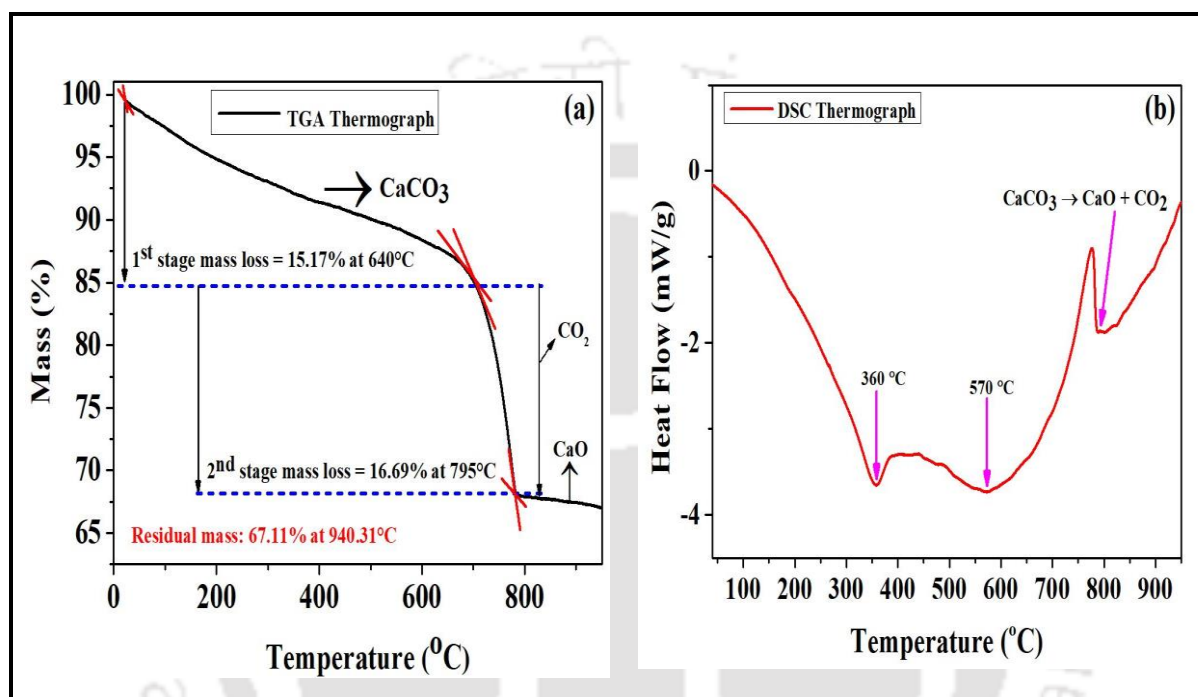 TGA Thermograph
(a)
CaCO₃
1ˢᵗ stage mass loss = 15.17% at 640°C
CO₂
CaO
2ⁿᵈ stage mass loss = 16.69% at 795°C
Residual mass: 67.11% at 940.31°C
100
95
90
85
80
75
70
65
Mass (%)
0 200 400 600 800
Temperature (⁰C)
DSC Thermograph
(b)
CaCO₃ → CaO + CO₂
360 °C
570 °C
0
-2
-4
Heat Flow (mW/g)
100 200 300 400 500 600 700 800 900
Temperature (°C)